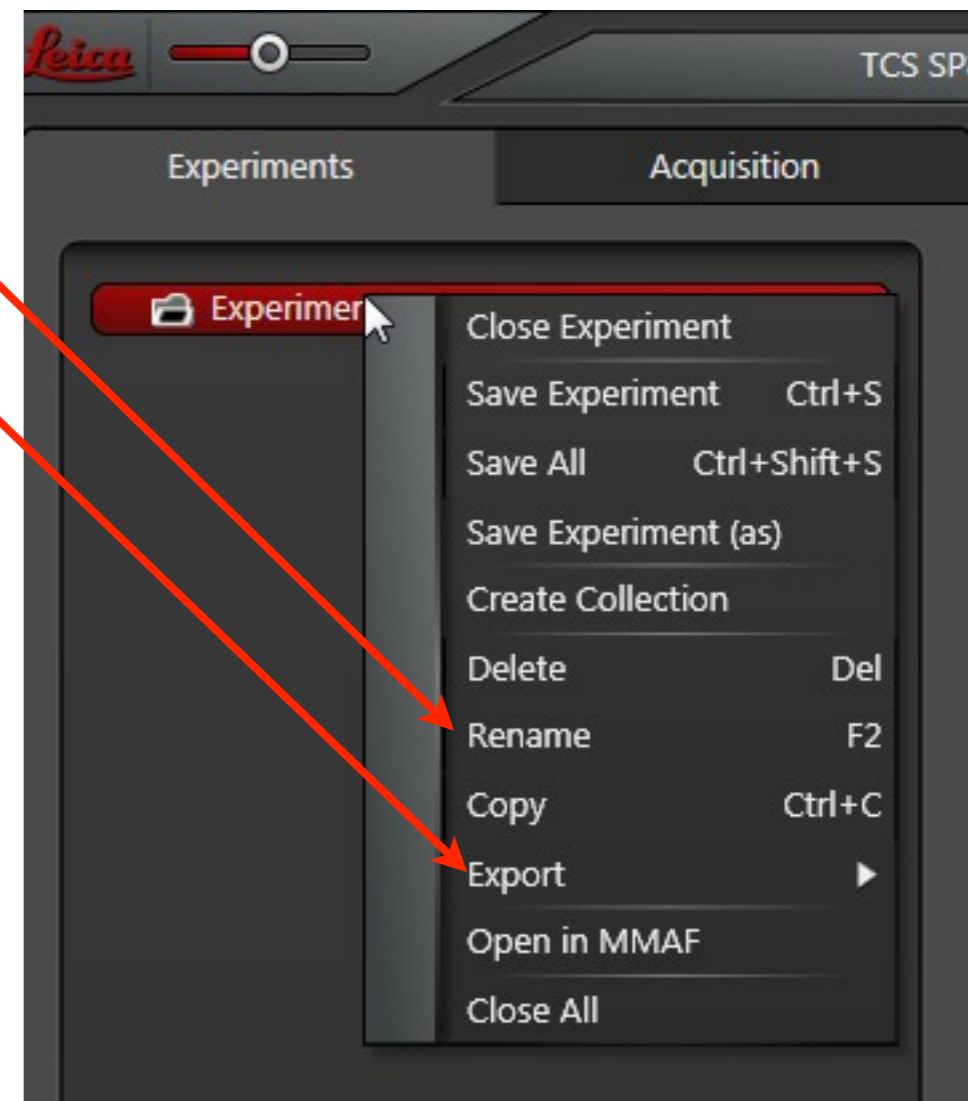 Leica
TCS SP
Experiments Acquisition
Experimen
Close Experiment
Save Experiment Ctrl+S
Save All Ctrl+Shift+S
Save Experiment (as)
Create Collection
Delete Del
Rename F2
Copy Ctrl+C
Export
Open in MMAF
Close All